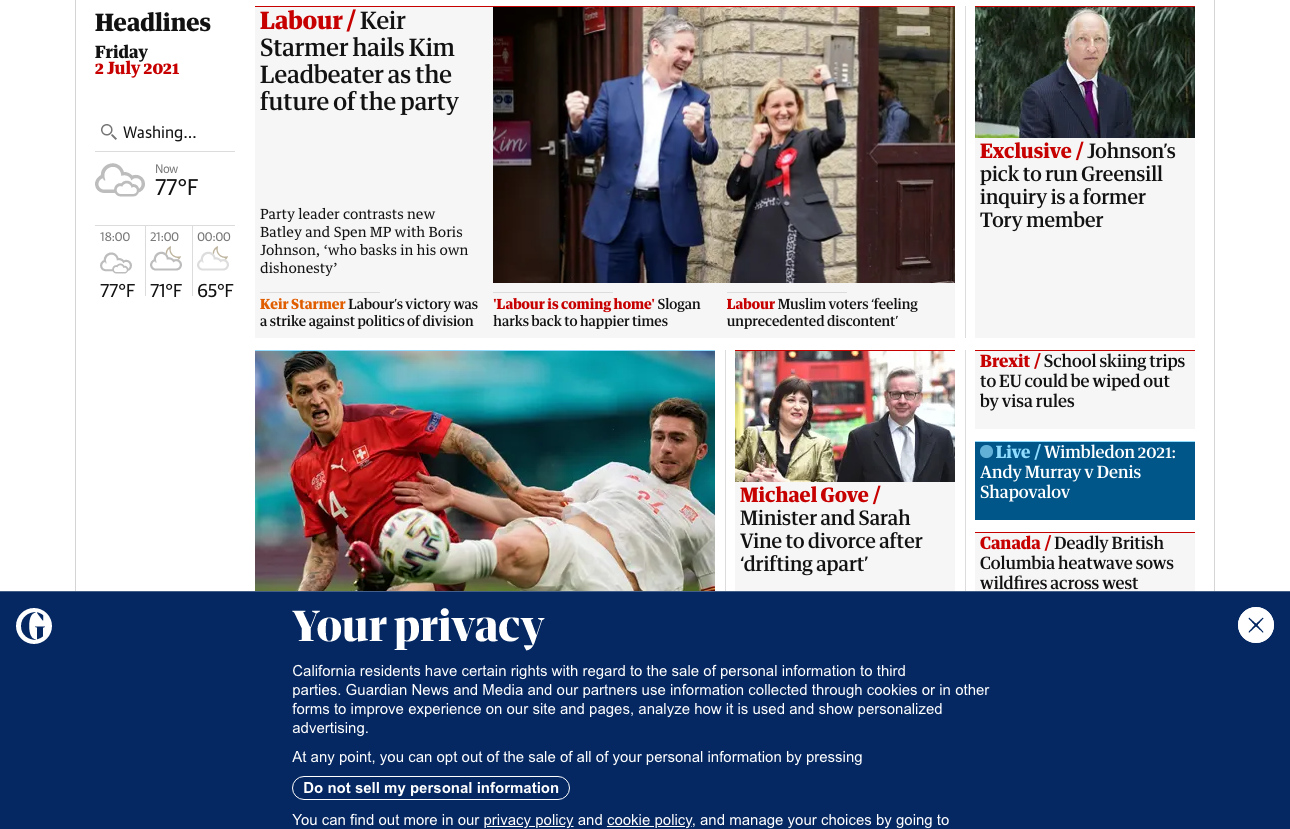 Headlines
Friday
2 July 2021
Washing...
Now
77°F
18:00
77°F
21:00
71°F
00:00
65°F
Labour / Keir
Starmer hails Kim
Leadbeater as the
future of the party
Party leader contrasts new
Batley and Spen MP with Boris
Johnson, ‘who basks in his own
dishonesty’
Kim
Keir Starmer Labour’s victory was
a strike against politics of division
'Labour is coming home' Slogan
harks back to happier times
Labour Muslim voters ‘feeling
unprecedented discontent’
Exclusive / Johnson’s
pick to run Greensill
inquiry is a former
Tory member
14
Michael Gove /
Minister and Sarah
Vine to divorce after
‘drifting apart’
Brexit / School skiing trips
to EU could be wiped out
by visa rules
Live / Wimbledon 2021:
Andy Murray v Denis
Shapovalov
Canada / Deadly British
Columbia heatwave sows
wildfires across west
G
Your privacy
California residents have certain rights with regard to the sale of personal information to third
parties. Guardian News and Media and our partners use information collected through cookies or in other
forms to improve experience on our site and pages, analyze how it is used and show personalized
advertising.
At any point, you can opt out of the sale of all of your personal information by pressing
Do not sell my personal information
You can find out more in our privacy policy and cookie policy, and manage your choices by going to